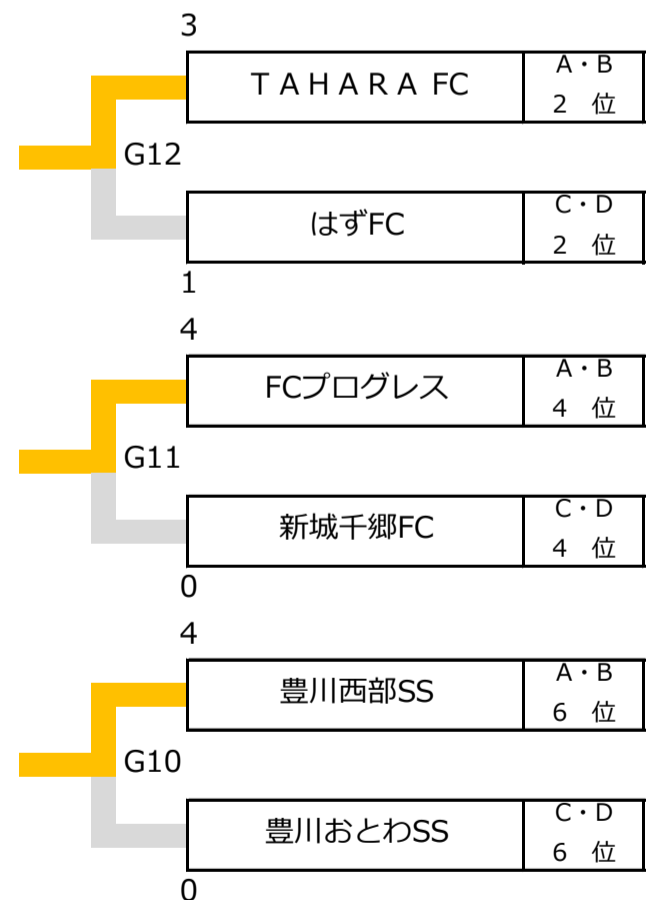 3
ＴＡＨＡＲＡ FC
A・B
2 位
G12
はずFC
C・D
2 位
1
4
FCプログレス
A・B
4 位
G11
新城千郷FC
C・D
4 位
0
4
豊川西部SS
A・B
6 位
G10
豊川おとわSS
C・D
6 位
0